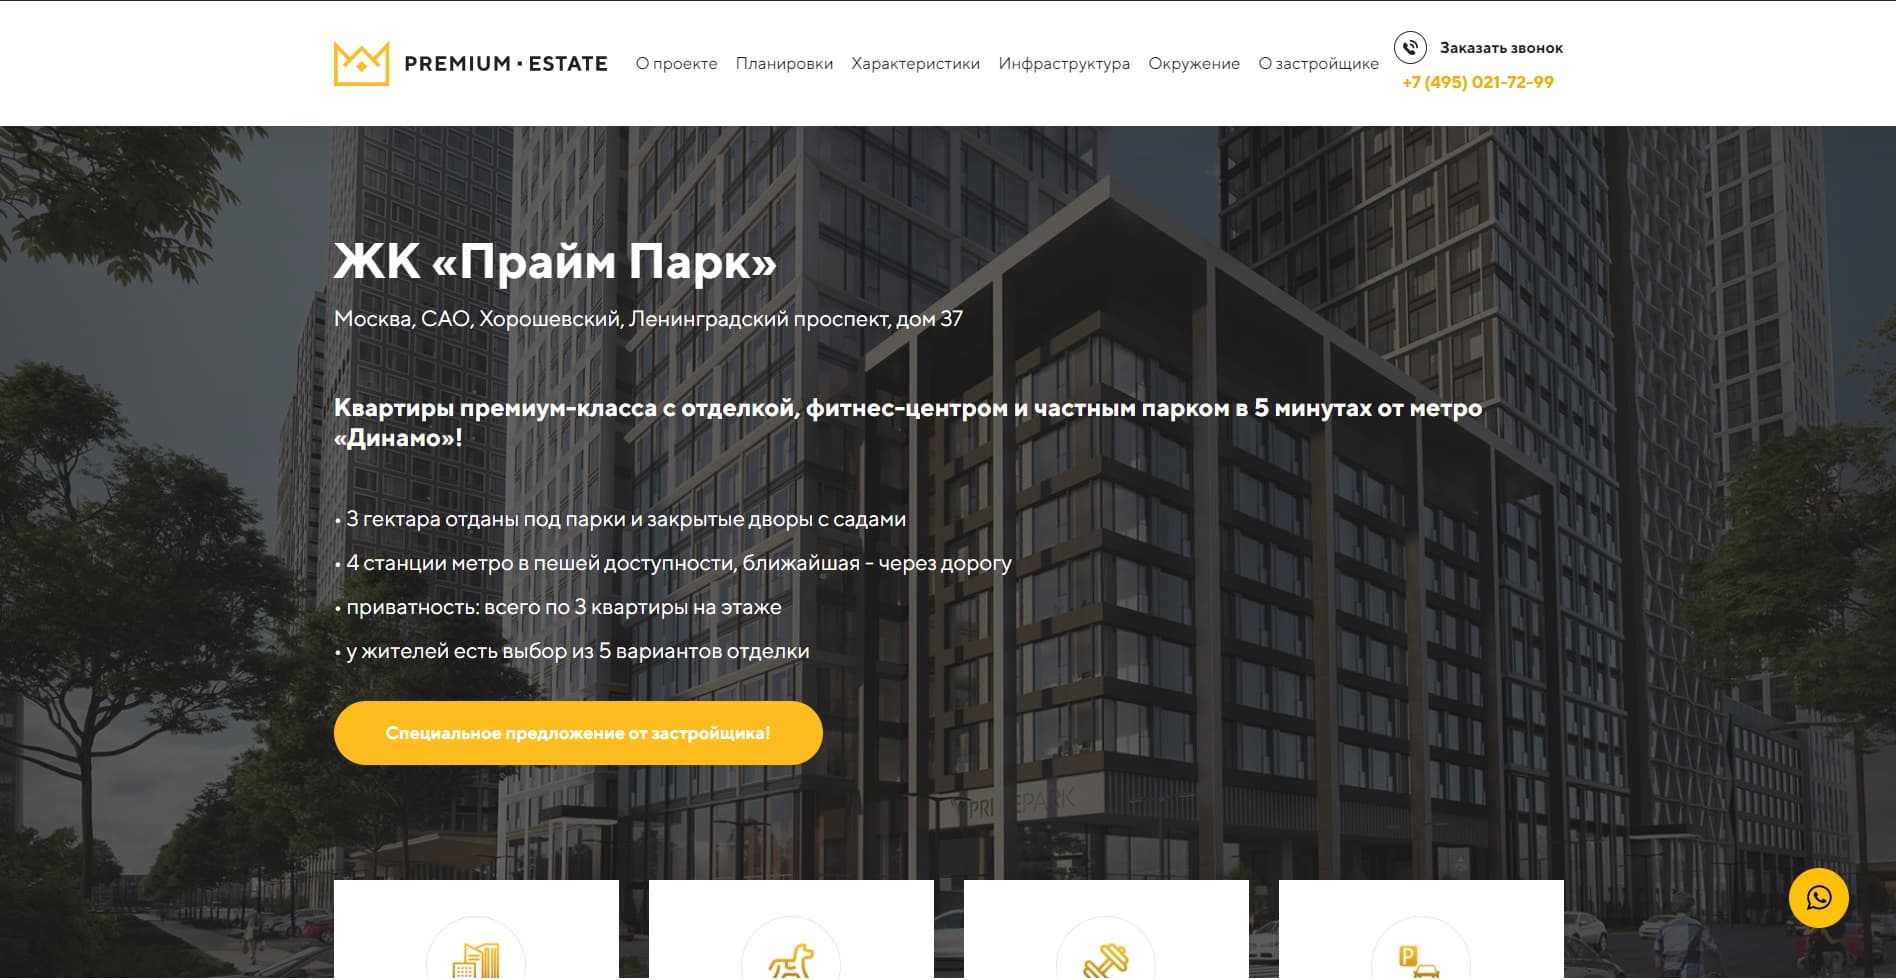 PREMIUM · ESTATE
О проекте
Планировки
Характеристики
Инфраструктура
Окружение
О застройщике
Заказать звонок
+7 (495) 021-72-99
ЖК «Прайм Парк»
Москва, САО, Хорошевский, Ленинградский проспект, дом 37
Квартиры премиум-класса с отделкой, фитнес-центром и частным парком в 5 минутах от метро
«Динамо»!
• 3 гектара отданы под парки и закрытые дворы с садами
• 4 станции метро в пешей доступности, ближайшая - через дорогу
• приватность: всего по 3 квартиры на этаже
• у жителей есть выбор из 5 вариантов отделки
PRIMEPARK
Специальное предложение от застройщика!
P